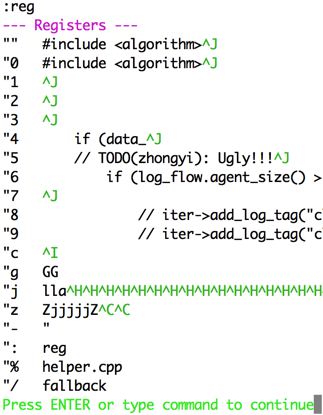 :reg
--- Registers ---
""   #include <algorithm>^J
"0   #include <algorithm>^J
"1   ^J
"2   ^J
"3   ^J
"4       if (data_^J
"5       // TODO(zhongyi): Ugly!!!^J
"6           if (log_flow.agent_size() >
"7   ^J
"8               // iter->add_log_tag("c
"9               // iter->add_log_tag("c
"c   ^I
"g   GG
"j   lla^H^H^H^H^H^H^H^H^H^H^H^H^H^H^H^H
"z   ZjjjjjZ^C^C
"-   "
":   reg
"%   helper.cpp
"/   fallback
Press ENTER or type command to continue